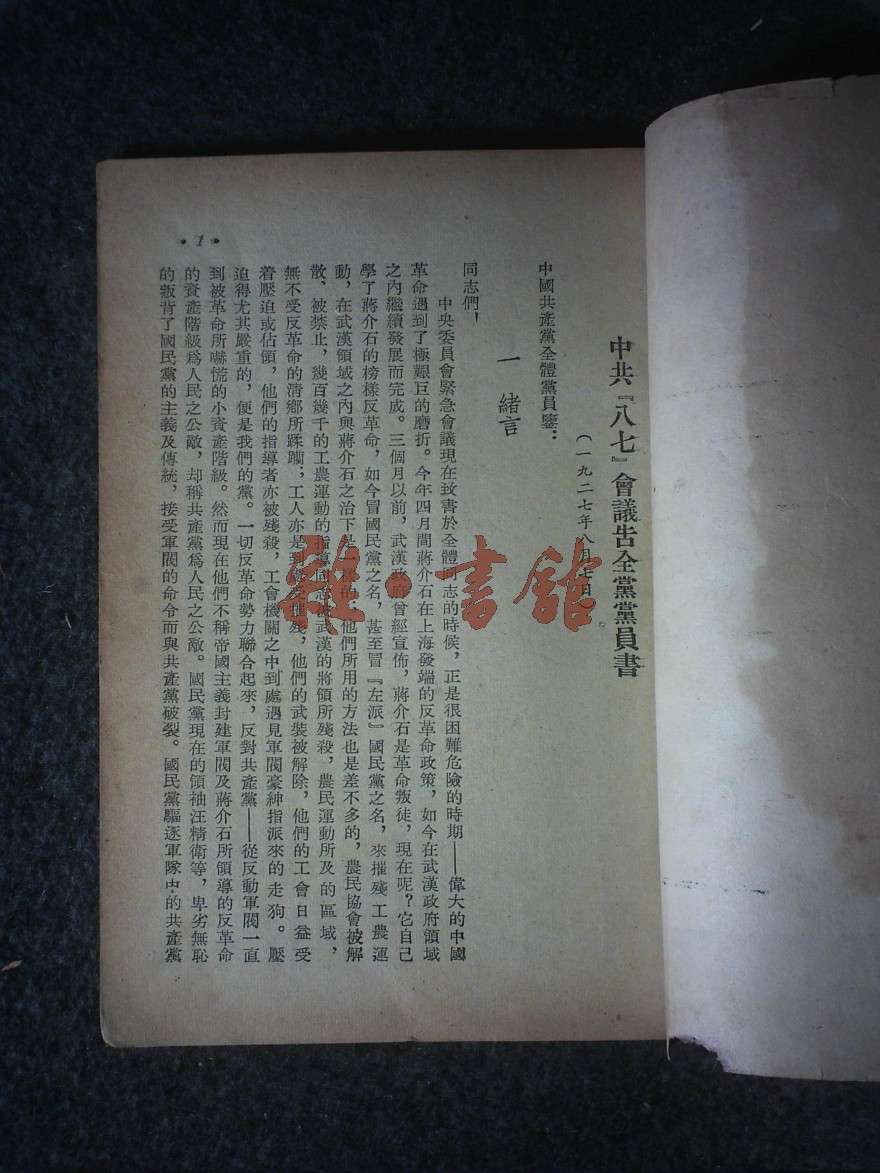 中共『八七』會議告全黨黨員書
（一九二七年八月七日）
中國共產黨全體黨員鑒：
一 緒言
同志們，
中央委員會緊急會議現在致書於全體同志的時候，正是很困難危險的時期——偉大的中國
革命遇到了極艱巨的磨折。今年四月間蔣介石在上海發端的反革命政策，如今在武漢政府領域
之內繼續發展而完成。三個月以前，武漢政府曾經宣佈，蔣介石是革命叛徒，現在呢？它自己
學了蔣介石的榜樣反革命，如今冒國民黨之名，甚至冒『左派』國民黨之名，來摧殘工農運
動，在武漢領域之內與蔣介石之治下是一樣的，他們所用的方法也是差不多的，農民協會被解
散，被禁止，幾百幾千的工農運動的指導同志被武漢的將領所殘殺，農民運動所及的區域，
無不受反革命的清鄉所蹂躪；工人亦是到處受摧殘，他們的武裝被解除，他們的工會日益受
着壓迫或佔領，他們的指導者亦被殘殺，工會機關之中到處遇見軍閥豪紳指派來的走狗。壓
迫得尤其嚴重的，便是我們的黨。一切反革命勢力聯合起來，反對共產黨——從反動軍閥一直
到被革命所嚇慌的小資產階級。然而現在他們不稱帝國主義封建軍閥及蔣介石所領導的反革命
的資產階級爲人民之公敵，却稱共產黨爲人民之公敵。國民黨現在的領袖汪精衛等，卑劣無恥
的叛背了國民黨的主義及傳統，接受軍閥的命令而與共產黨破裂。國民黨驅逐軍隊中的共產黨
• 1 •
雜·書館